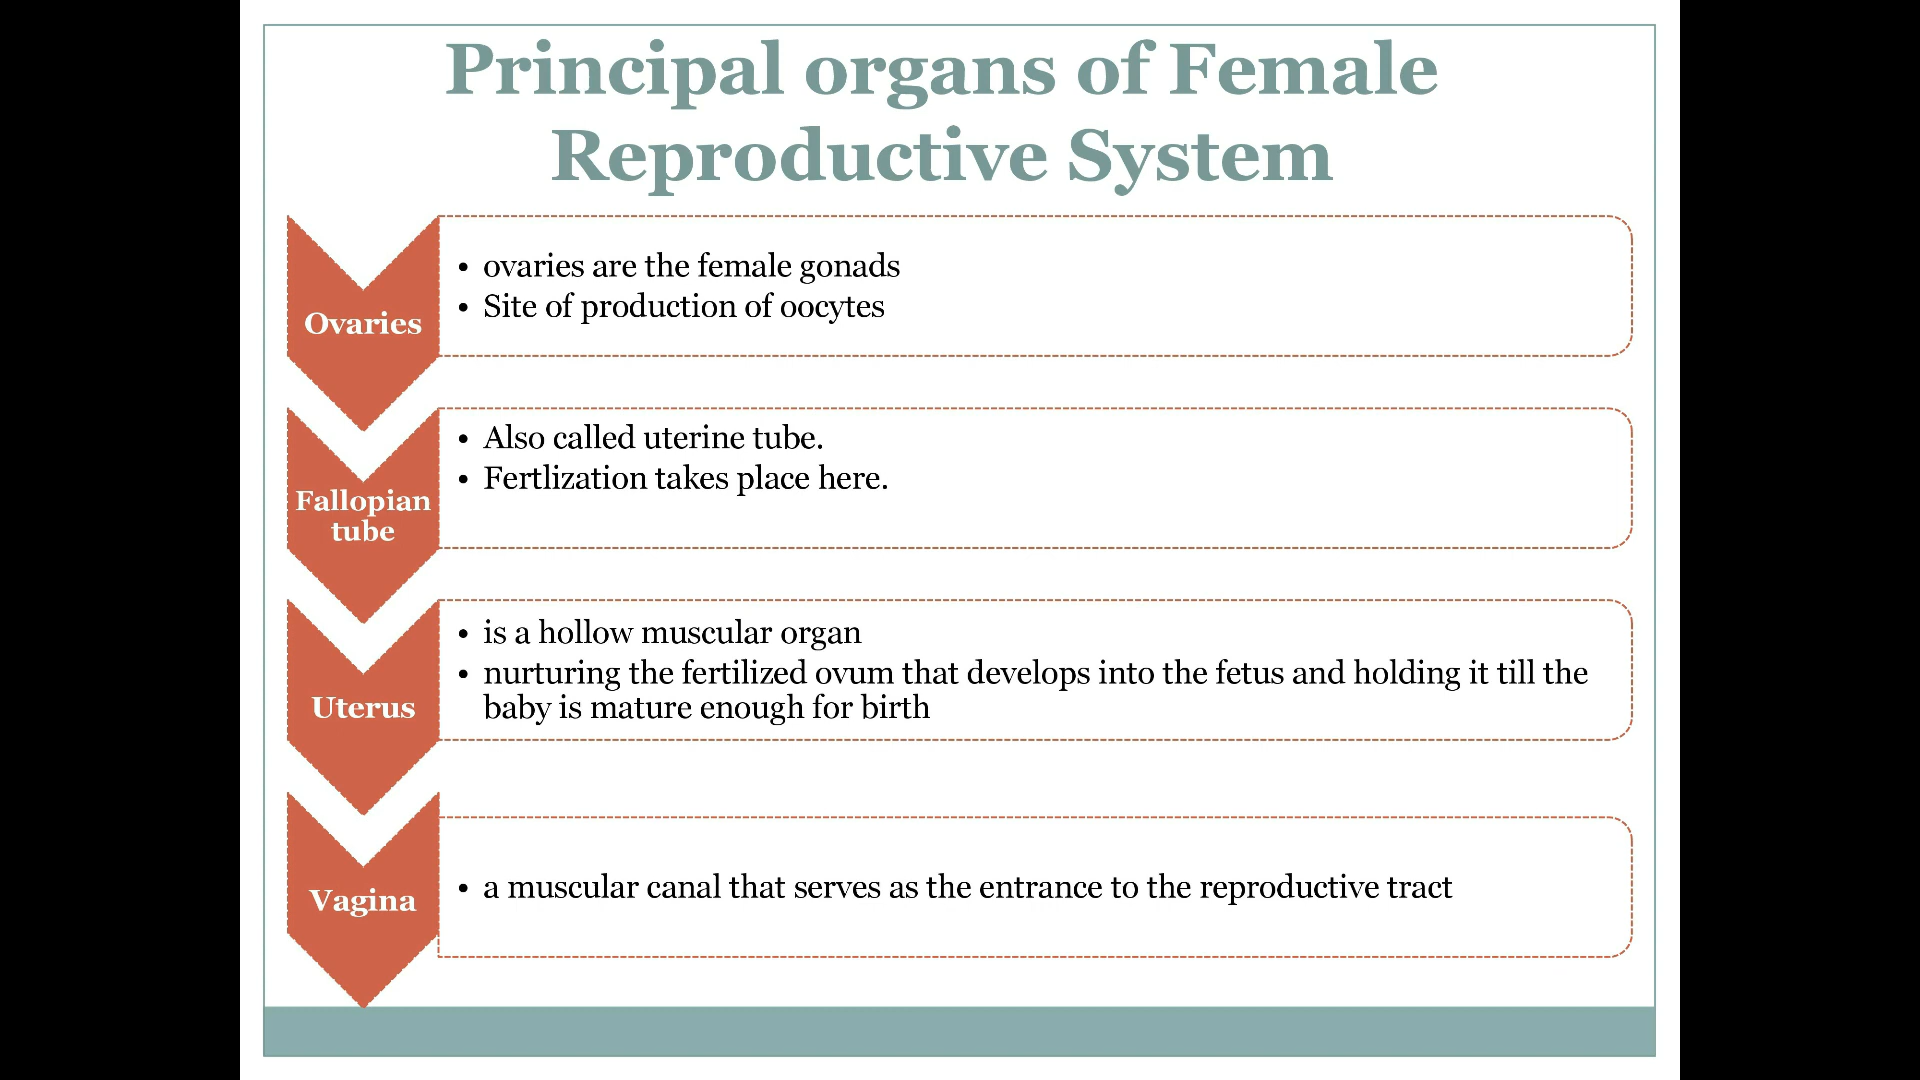 Principal organs of Female
Reproductive System
Ovaries
• ovaries are the female gonads
• Site of production of oocytes
Fallopian
tube
• Also called uterine tube.
• Fertlization takes place here.
Uterus
• is a hollow muscular organ
• nurturing the fertilized ovum that develops into the fetus and holding it till the
baby is mature enough for birth
Vagina
• a muscular canal that serves as the entrance to the reproductive tract